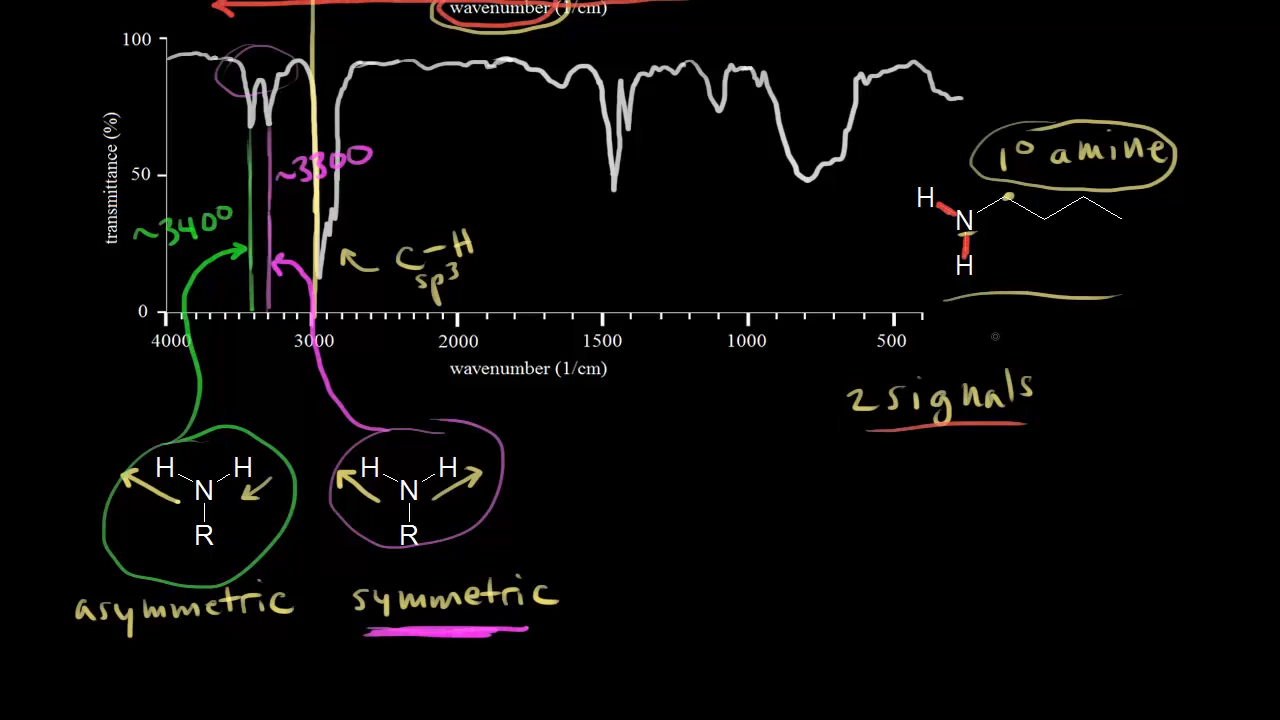 wavenumber (1/cm)
100
50
0
transmittance (%)
4000 3000 2000 1500 1000 500
wavenumber (1/cm)
~3400
~3300
C-H
sp3
1° amine
H
N
H
2 signals
H H
N
R
asymmetric
H H
N
R
symmetric